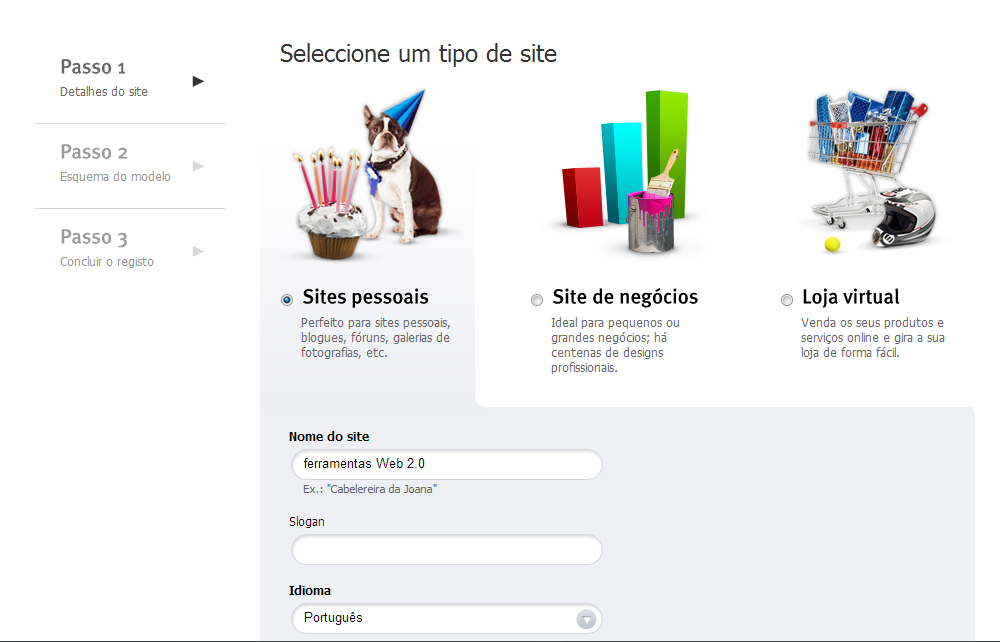 Passo 1
Detalhes do site
Passo 2
Esquema do modelo
Passo 3
Concluir o registo
Seleccione um tipo de site
Sites pessoais
Perfeito para sites pessoais,
blogues, fóruns, galerias de
fotografias, etc.
Site de negócios
Ideal para pequenos ou
grandes negócios; há
centenas de designs
profissionais.
Loja virtual
Venda os seus produtos e
serviços online e gira a sua
loja de forma fácil.
Nome do site
ferramentas Web 2.0
Ex.: "Cabelereira da Joana"
Slogan
Idioma
Português